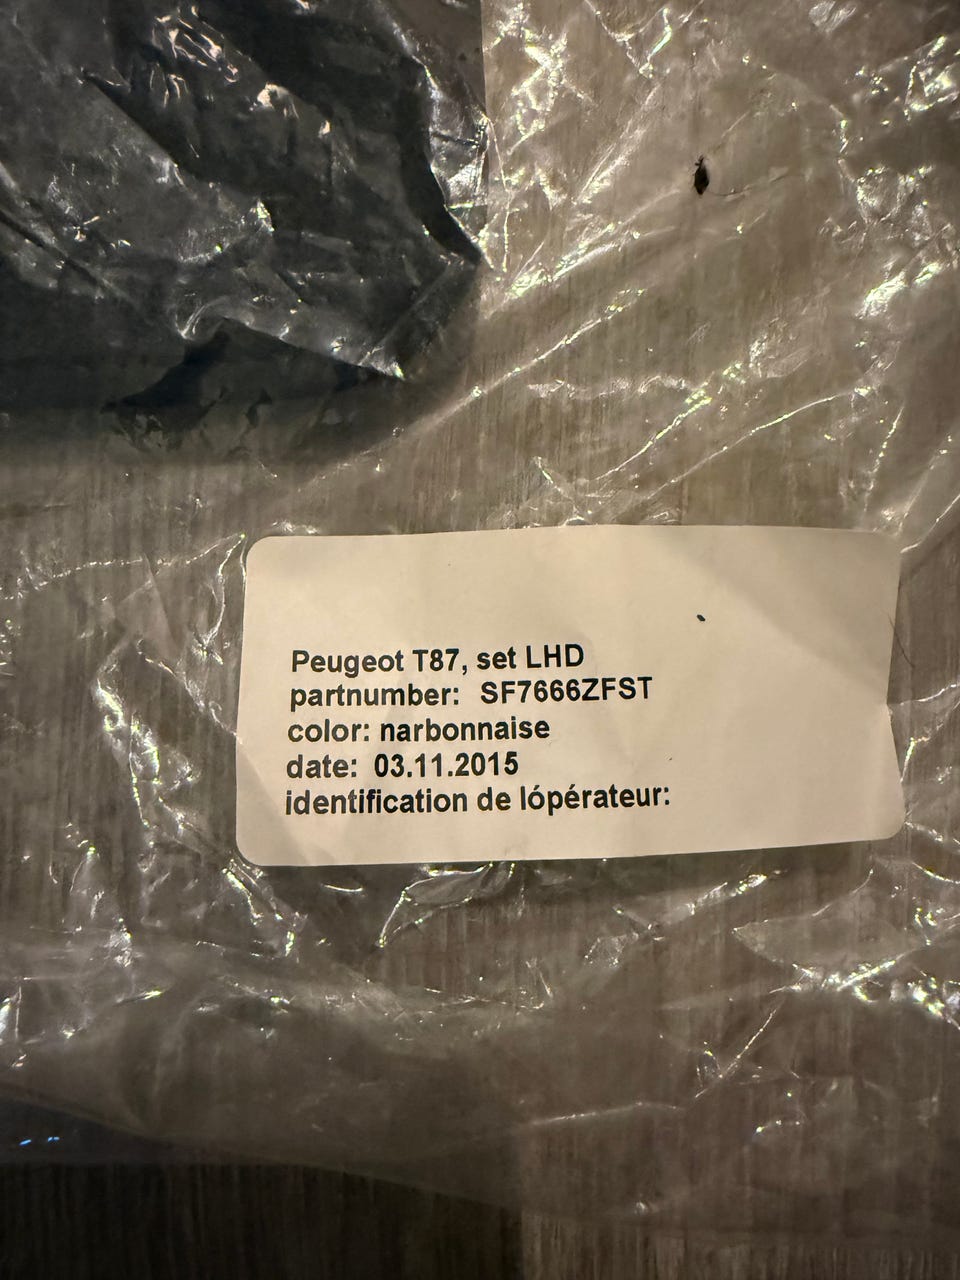 Peugeot T87, set LHD
partnumber: SF7666ZFST
color: narbonnaise
date: 03.11.2015
identification de lópérateur: